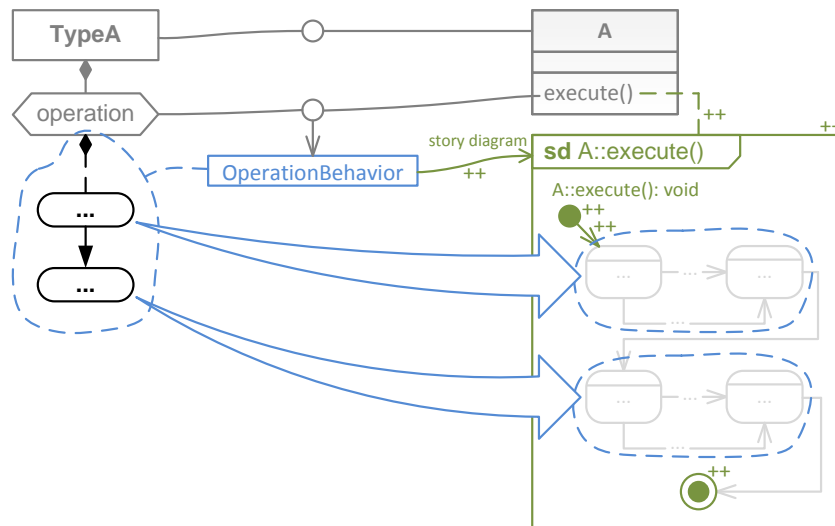 TypeA
A
operation
execute()
++
++
story diagram
sd A::execute()
OperationBehavior
++
A::execute(): void
++
++
...
...
...
...
...
...
...
...
...
...
++